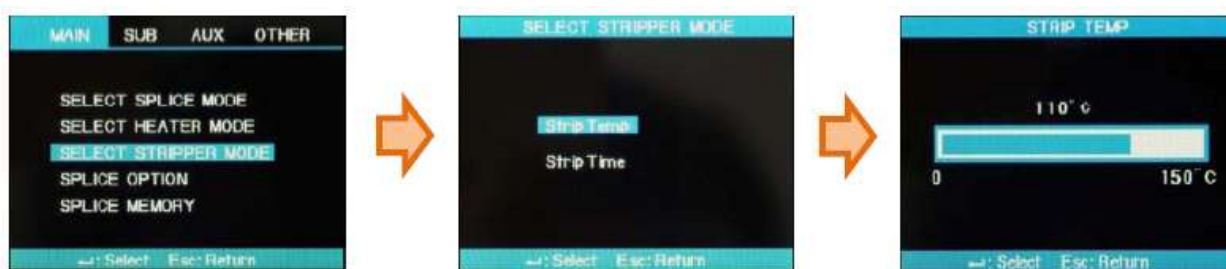 MAIN SUB AUX OTHER
SELECT SPLICE MODE
SELECT HEATER MODE
SELECT STRIPPER MODE
SPLICE OPTION
SPLICE MEMORY
↵: Select Esc: Return
SELECT STRIPPER MODE
Strip Temp
Strip Time
↵: Select Esc: Return
STRIP TEMP
110°C
0 150°C
↵: Select Esc: Return